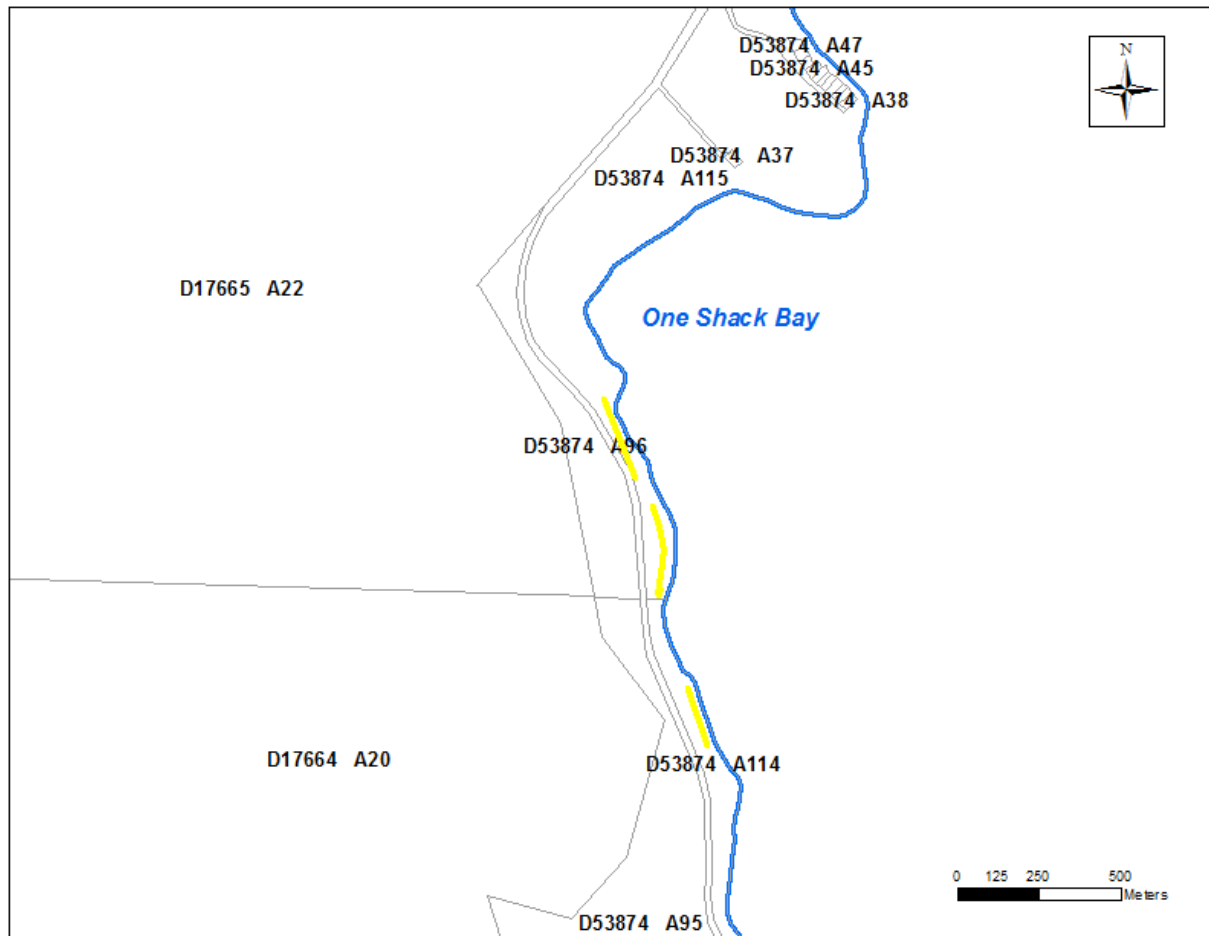 D53874 A47
N
D53874 A45
D53874 A38
D53874 A37
D53874 A115
D17665 A22
One Shack Bay
D53874 A96
D17664 A20
D53874 A114
0 125 250 500
Meters
D53874 A95